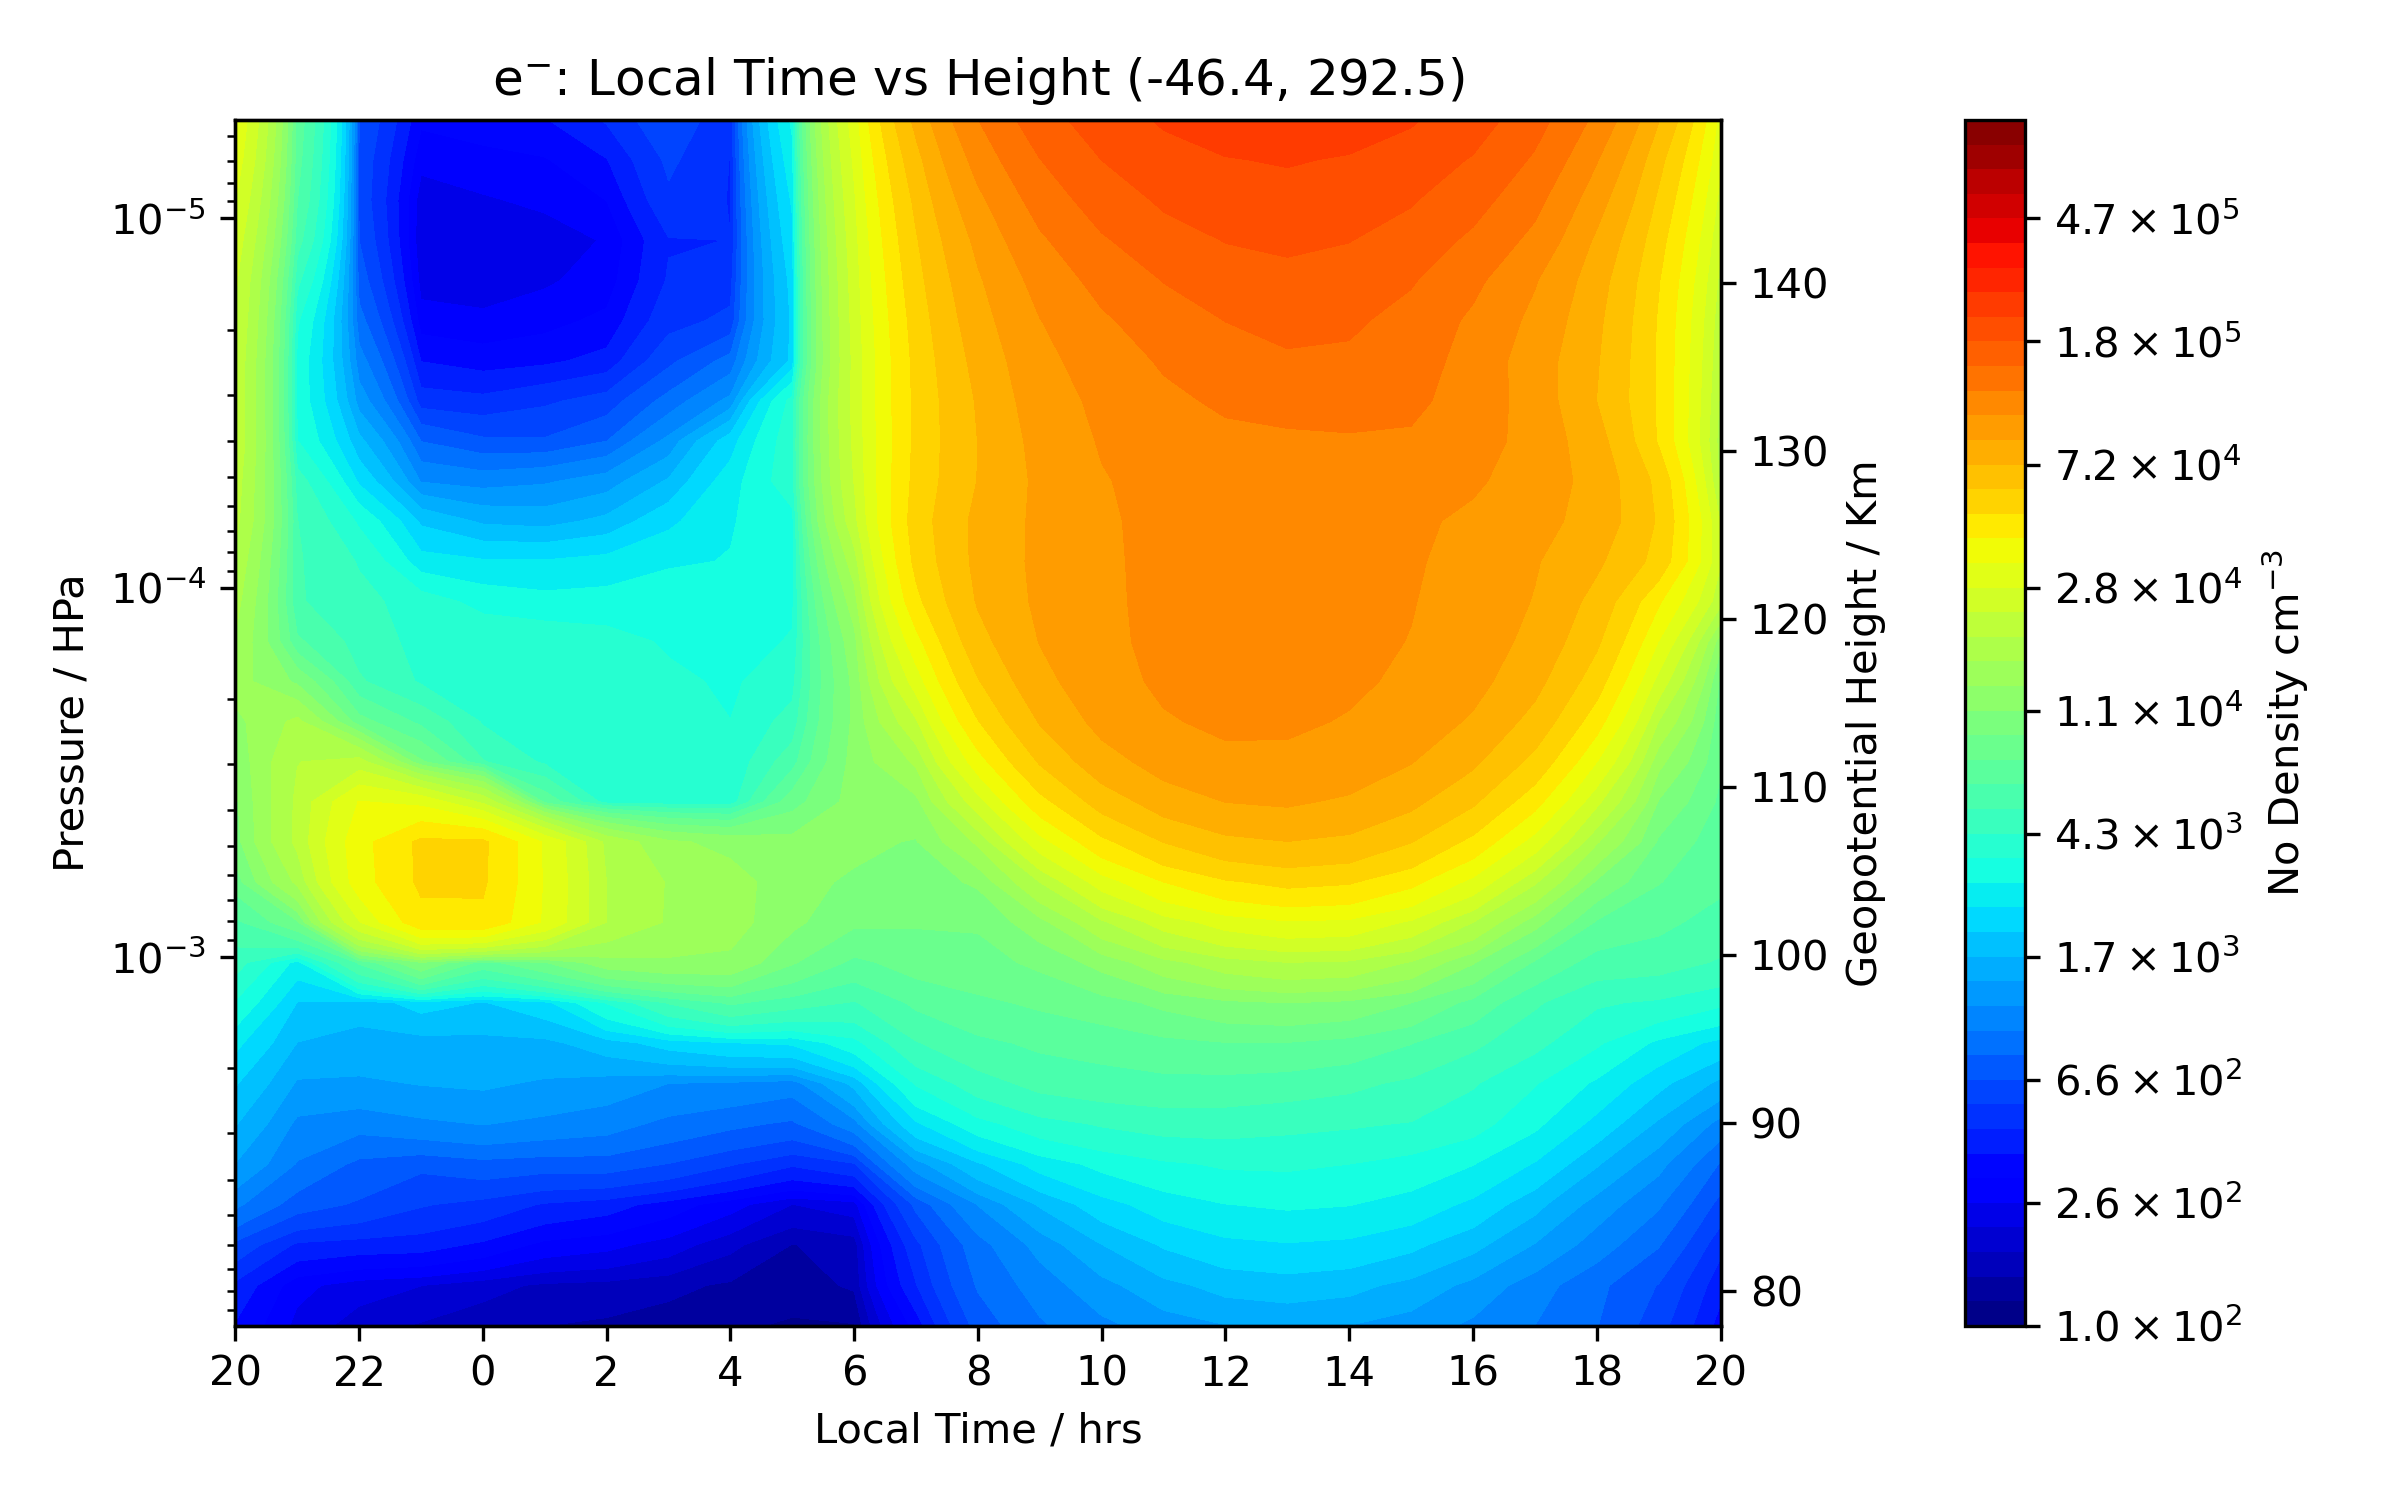 e⁻: Local Time vs Height (-46.4, 292.5)
Pressure / HPa
10⁻⁵
10⁻⁴
10⁻³
20 22 0 2 4 6 8 10 12 14 16 18 20
Local Time / hrs
140
130
120
110
100
90
80
Geopotential Height / Km
4.7 × 10⁵
1.8 × 10⁵
7.2 × 10⁴
2.8 × 10⁴
1.1 × 10⁴
4.3 × 10³
1.7 × 10³
6.6 × 10²
2.6 × 10²
1.0 × 10²
No Density cm⁻³